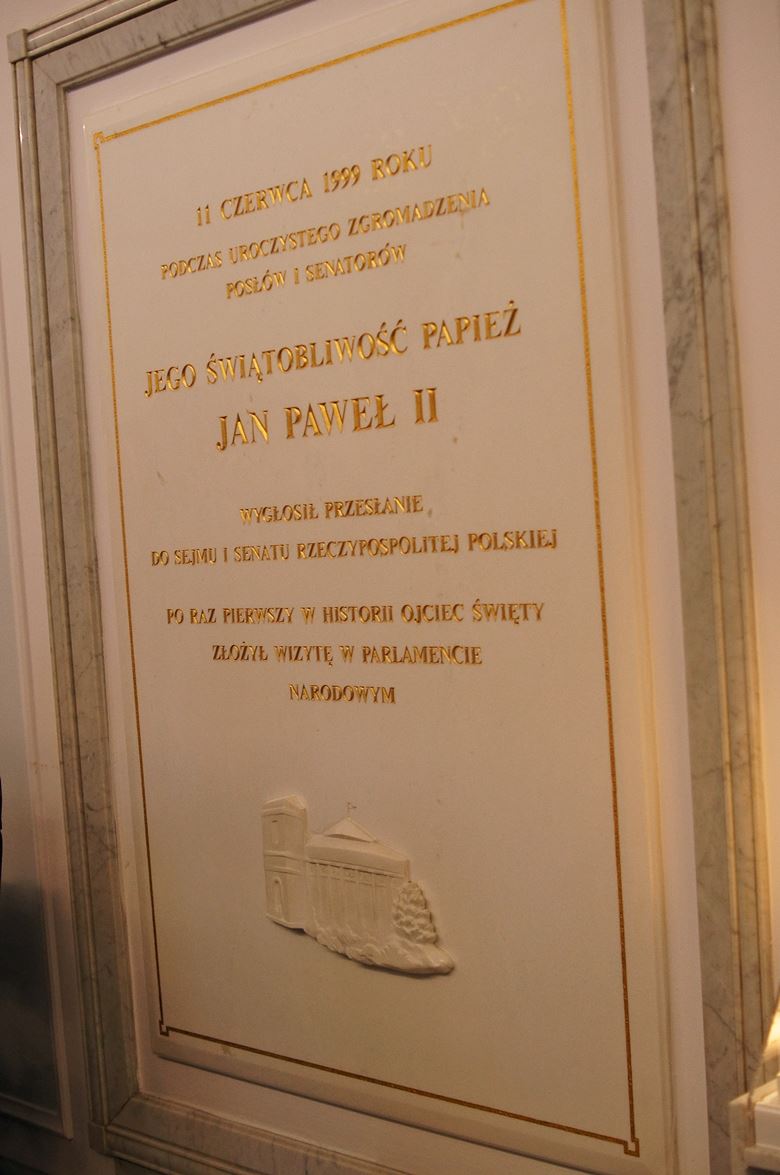 11 CZERWCA 1999 ROKU
PODCZAS UROCZYSTEGO ZGROMADZENIA
POSŁÓW I SENATORÓW
JEGO ŚWIĄTOBLIWOŚĆ PAPIEŻ
JAN PAWEŁ II
WYGŁOSIŁ PRZESŁANIE
DO SEJMU I SENATU RZECZYPOSPOLITEJ POLSKIEJ
PO RAZ PIERWSZY W HISTORII OJCIEC ŚWIĘTY
ZŁOŻYŁ WIZYTĘ W PARLAMENCIE
NARODOWYM